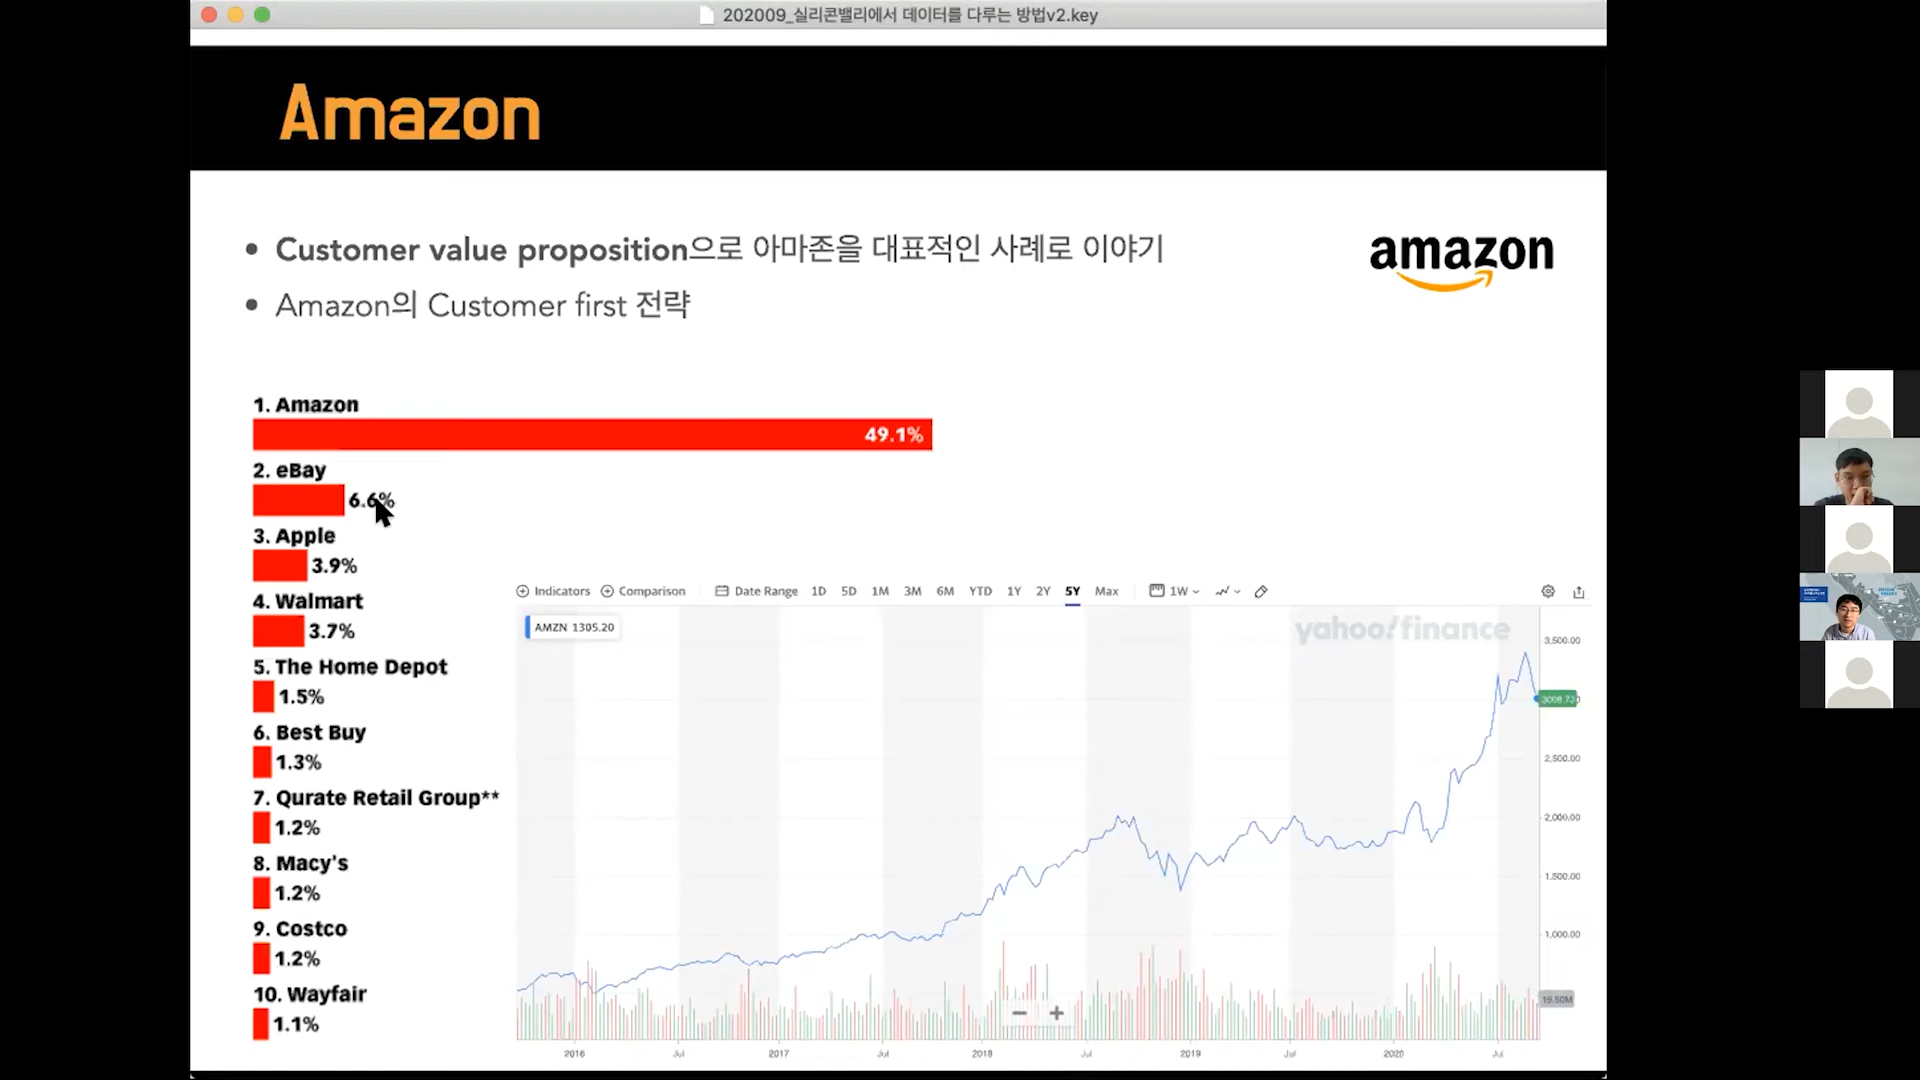 202009_실리콘밸리에서 데이터를 다루는 방법v2.key
Amazon
• Customer value proposition으로 아마존을 대표적인 사례로 이야기
• Amazon의 Customer first 전략
amazon
1. Amazon
49.1%
2. eBay
6.6%
3. Apple
3.9%
4. Walmart
3.7%
5. The Home Depot
1.5%
6. Best Buy
1.3%
7. Qurate Retail Group**
1.2%
8. Macy's
1.2%
9. Costco
1.2%
10. Wayfair
1.1%
Indicators Comparison Date Range 1D 5D 1M 3M 6M YTD 1Y 2Y 5Y Max 1W
AMZN 1305.20
yahoo!finance
3,500.00
3008.73
2,500.00
2,000.00
1,500.00
1,000.00
19.50M
2016 Jul 2017 Jul 2018 Jul 2019 Jul 2020 Jul